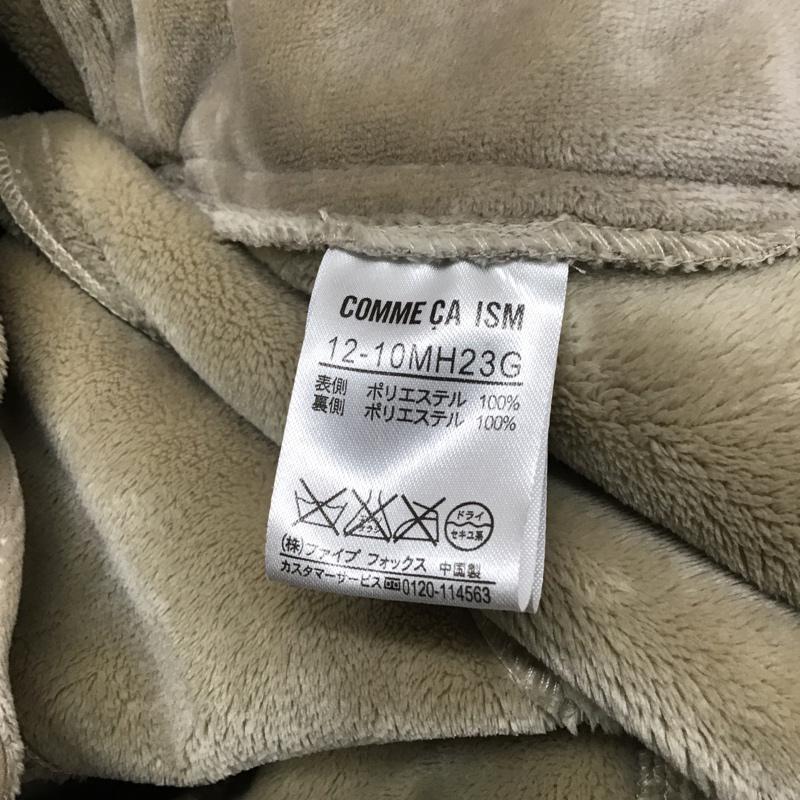 COMME ÇA ISM
12-10MH23G
表側 ポリエステル 100%
裏側 ポリエステル 100%
ドライ
セキユ系
(株)ファイブ フォックス 中国製
カスタマーサービス 0120-114563